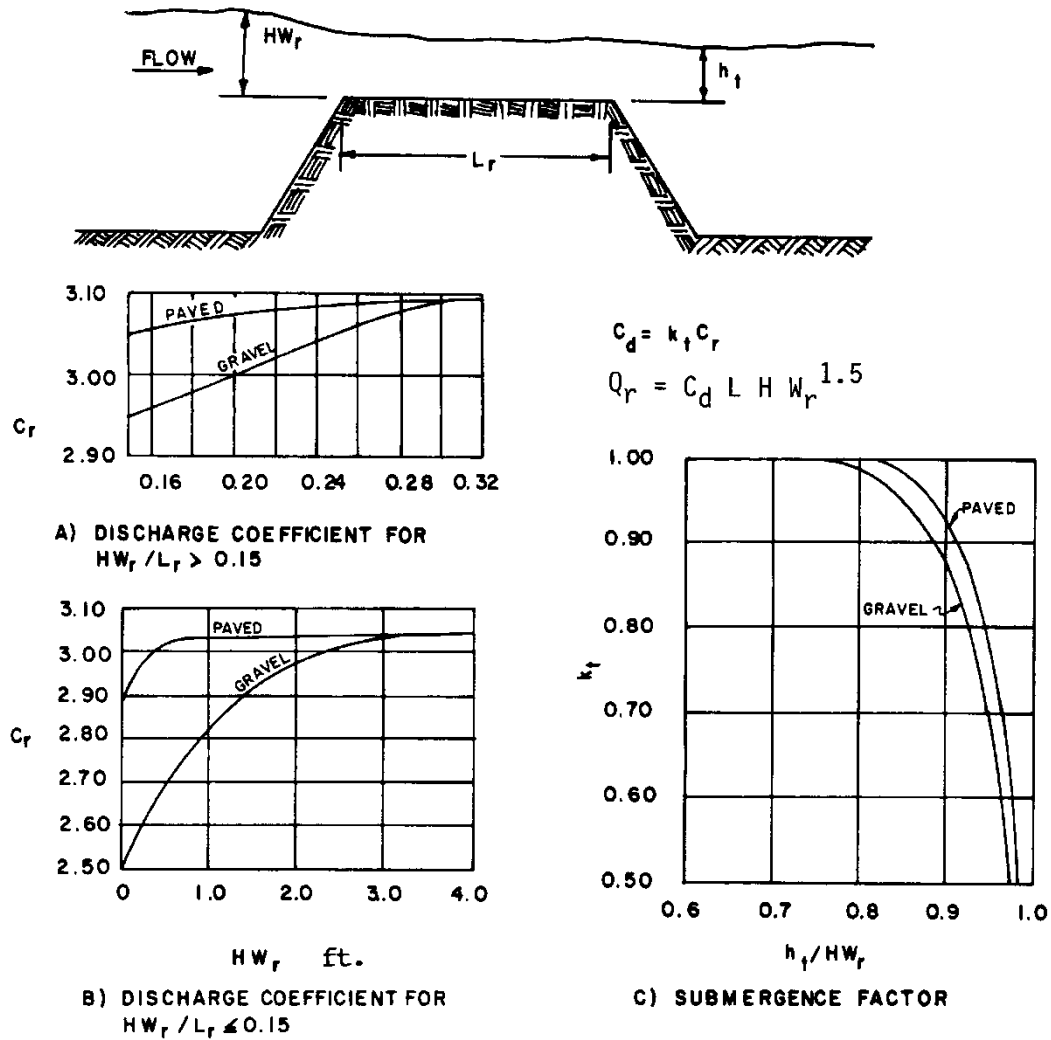 HWr
FLOW
ht
Lr
3.10
PAVED
GRAVEL
3.00
Cr
2.90
0.16 0.20 0.24 0.28 0.32
A) DISCHARGE COEFFICIENT FOR
HWr/Lr > 0.15
Cd = kt Cr
Qr = Cd L H Wr^1.5
3.10
PAVED
3.00
GRAVEL
2.90
Cr
2.80
2.70
2.60
2.50
0 1.0 2.0 3.0 4.0
HWr ft.
B) DISCHARGE COEFFICIENT FOR
HWr/Lr ≤ 0.15
1.00
PAVED
0.90
GRAVEL
0.80
kt
0.70
0.60
0.50
0.6 0.7 0.8 0.9 1.0
ht/HWr
C) SUBMERGENCE FACTOR